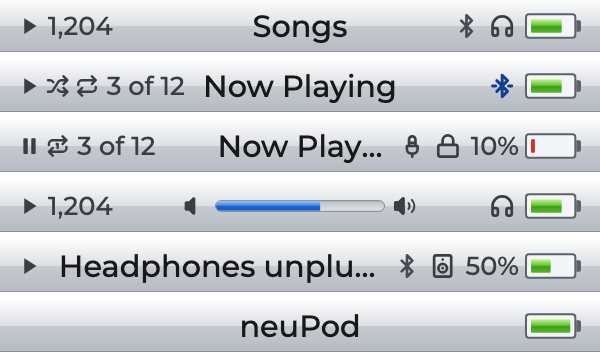 1,204 Songs
3 of 12 Now Playing
3 of 12 Now Play... 10%
1,204
Headphones unplu... 50%
neuPod